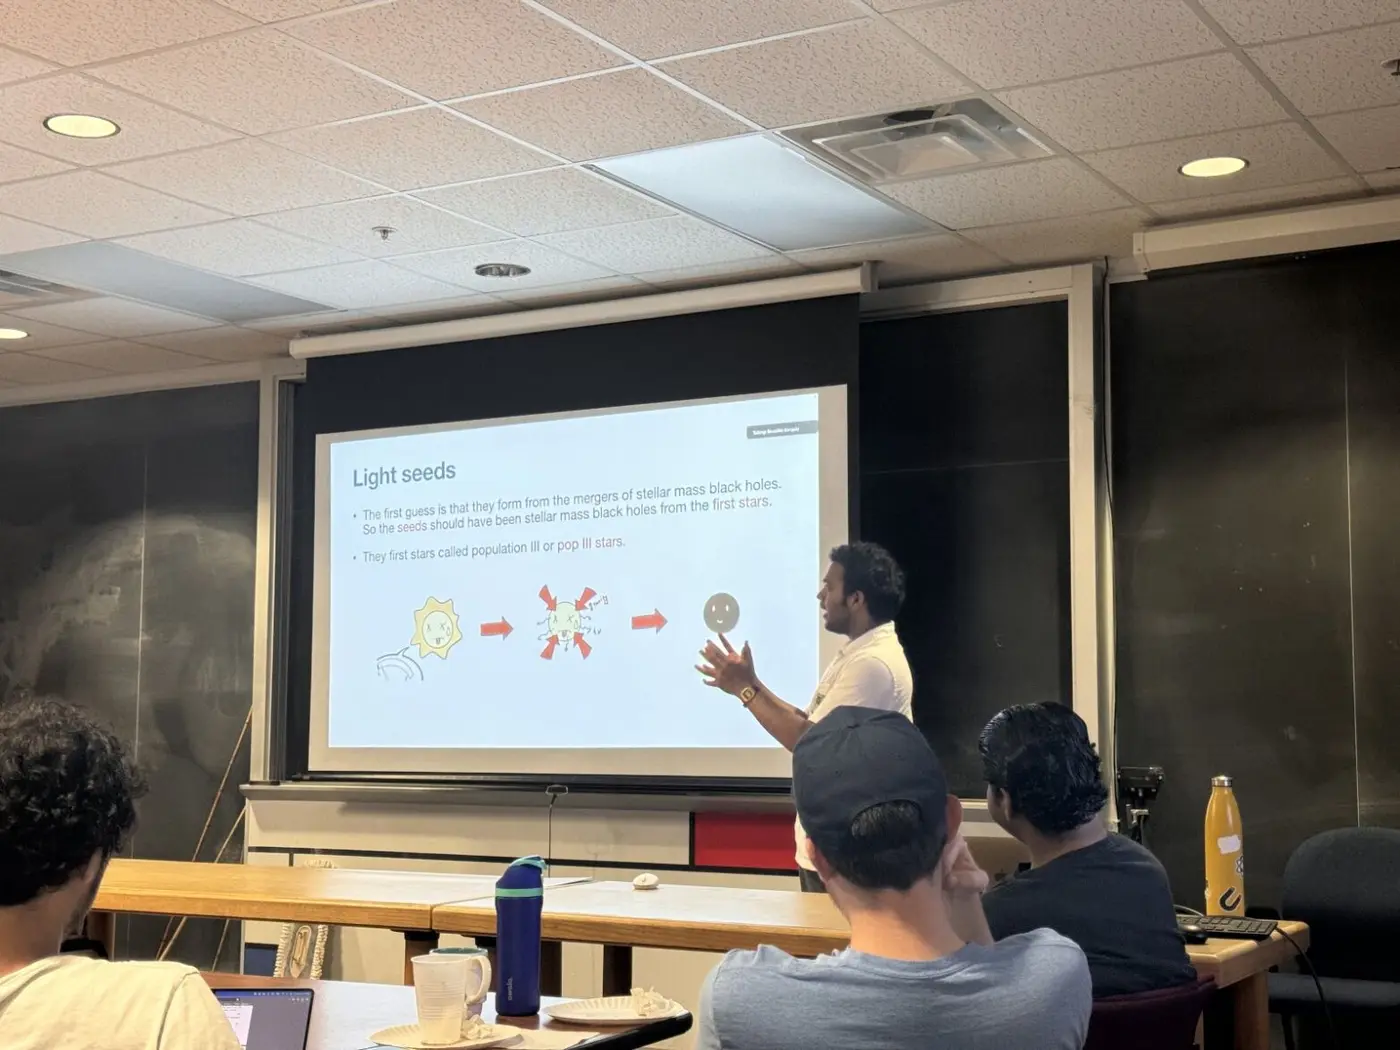 Light seeds
• The first guess is that they form from the mergers of stellar mass black holes.
So the seeds should have been stellar mass black holes from the first stars.
• They first stars called population III or pop III stars.
owala